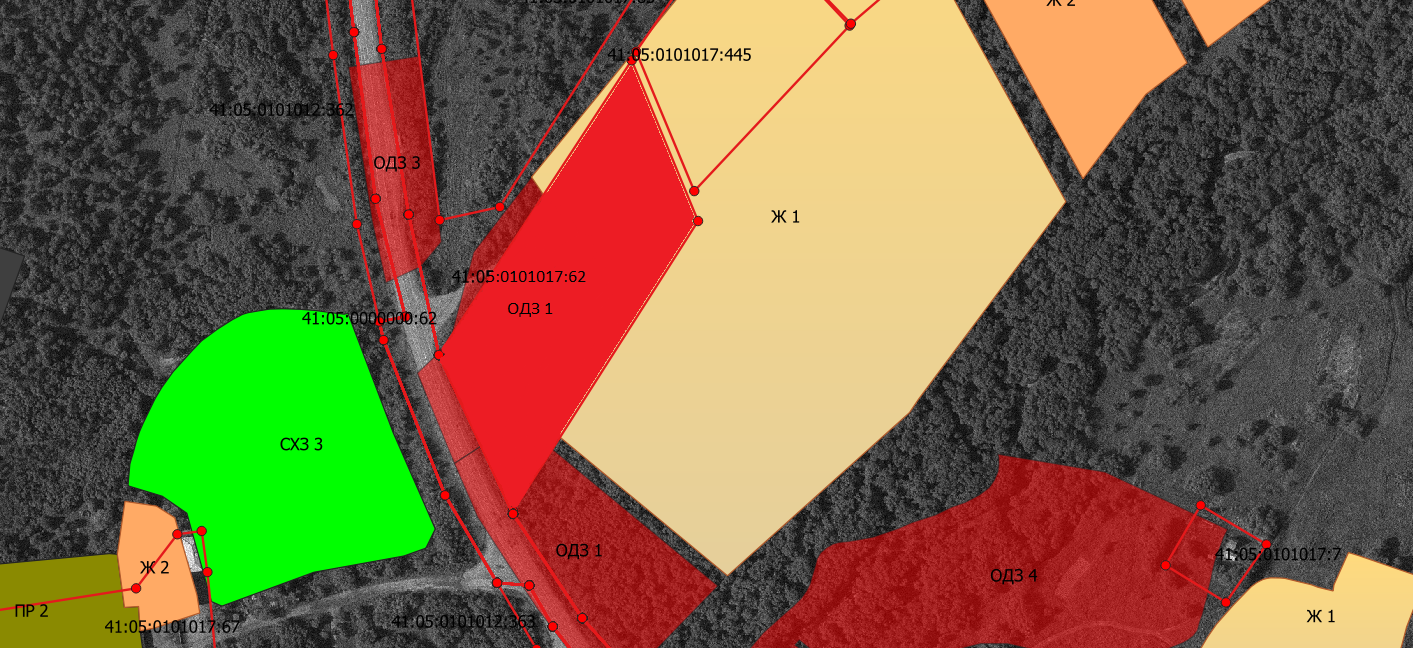 Ж 2
41:05:0101017:445
41:05:0101012:362
ОДЗ 3
Ж 1
41:05:0101017:62
ОДЗ 1
41:05:0000000:62
СХЗ 3
ОДЗ 1
41:05:0101017:7
Ж 2
ОДЗ 4
ПР 2
Ж 1
41:05:0101017:67
41:05:0101012:363